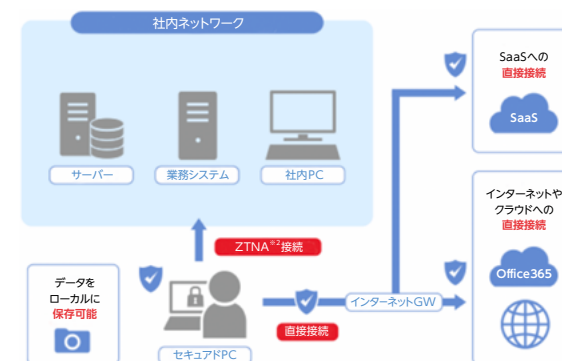 社内ネットワーク
サーバー
業務システム
社内PC
SaaSへの
直接接続
SaaS
ZTNA※2接続
インターネットや
クラウドへの
直接接続
Office365
データを
ローカルに
保存可能
インターネットGW
直接接続
セキュアドPC